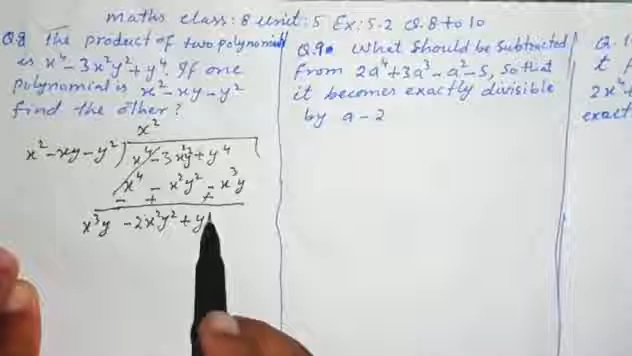 maths class: 8 unit: 5 Ex: 5.2 Q.8 to 10
Q.8 the product of two polynomial
is x⁴-3x²y²+y⁴. If one
polynomial is x²-xy-y²
find the other?
x²
x²-xy-y²)x⁴-3x²y²+y⁴
x⁴-x²y²-x³y
- + +
x³y -2x²y²+y
Q.9. What should be subtracted
from 2a⁴+3a³-a²-5, so that
it becomes exactly divisible
by a-2
Q.1
t
2x⁴+
exact